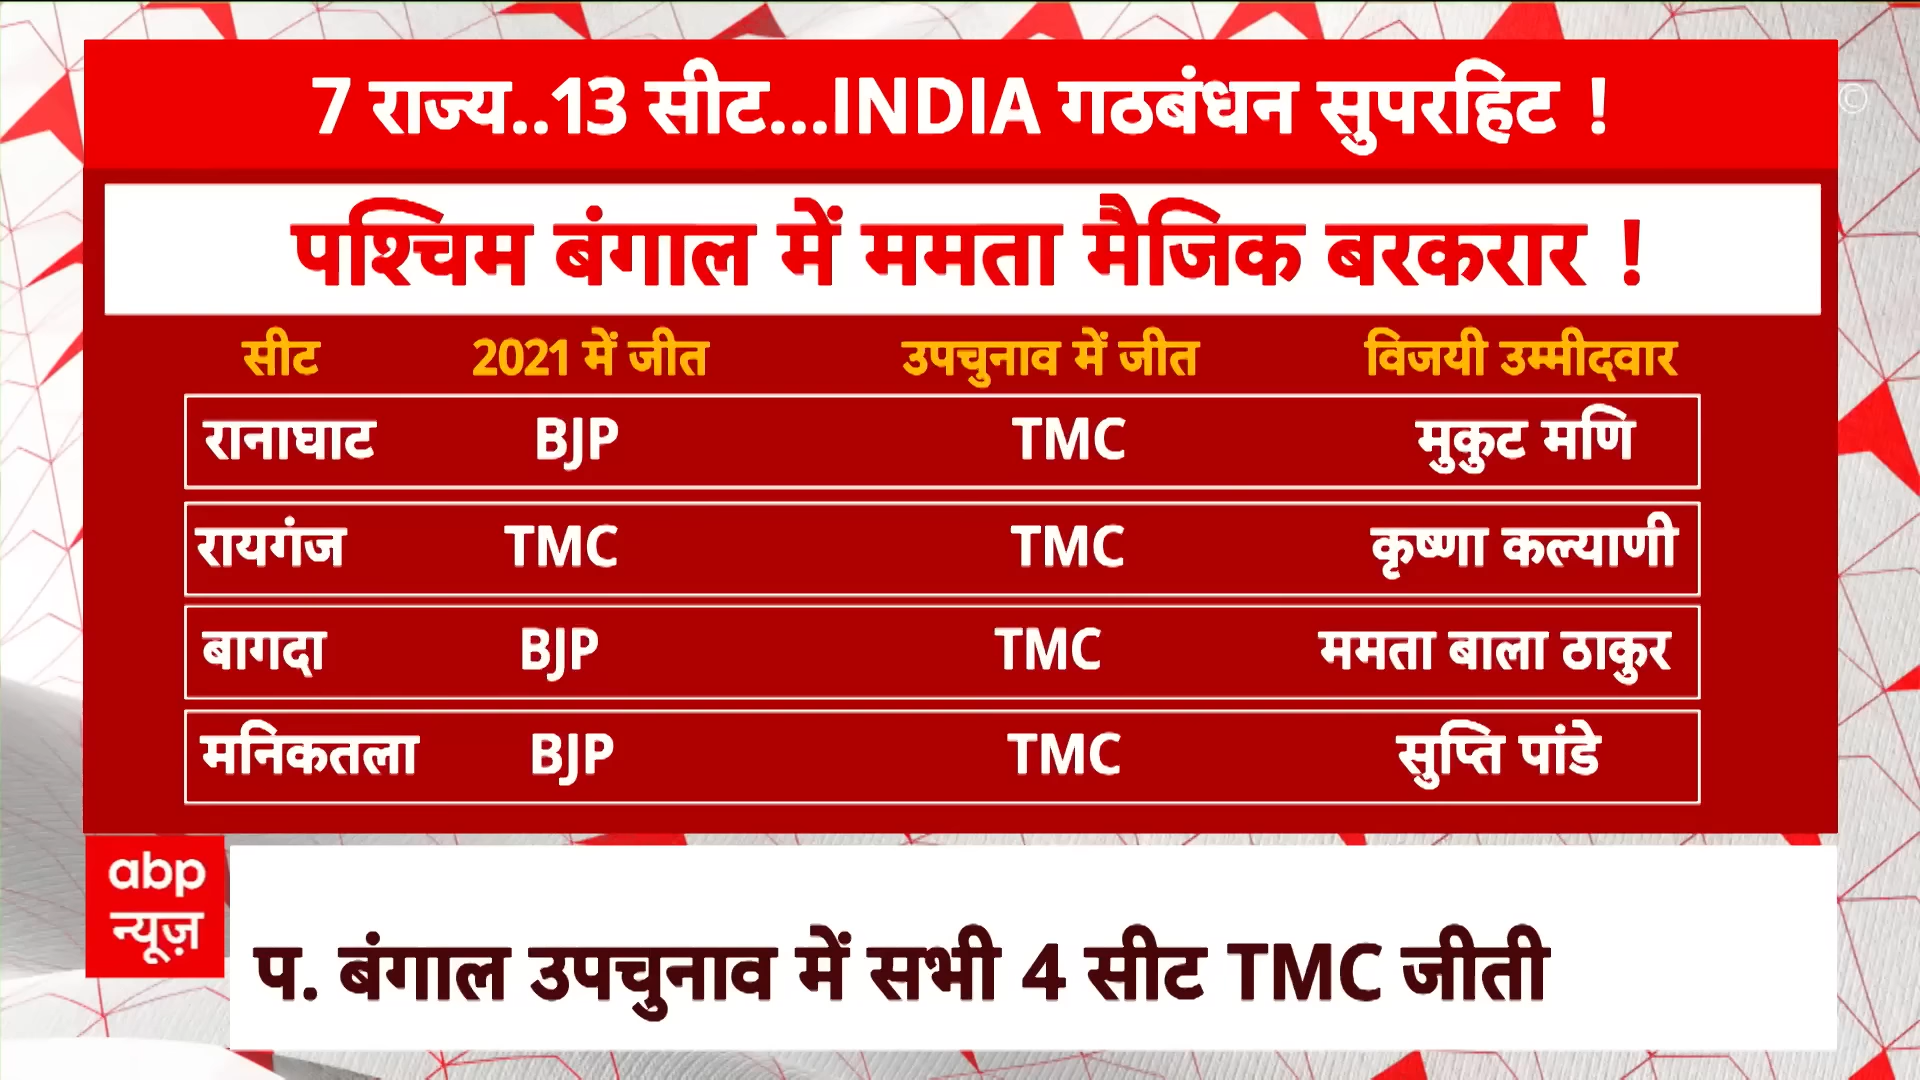 7 राज्य..13 सीट...INDIA गठबंधन सुपरहिट !
©
पश्चिम बंगाल में ममता मैजिक बरकरार !
सीट 2021 में जीत उपचुनाव में जीत विजयी उम्मीदवार
रानाघाट BJP TMC मुकुट मणि
रायगंज TMC TMC कृष्णा कल्याणी
बागदा BJP TMC ममता बाला ठाकुर
मनिकतला BJP TMC सुप्ति पांडे
abp
न्यूज़
प. बंगाल उपचुनाव में सभी 4 सीट TMC जीती